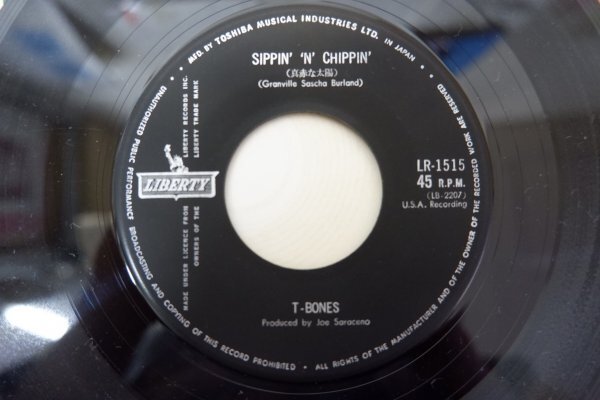 MFD. BY TOSHIBA MUSICAL INDUSTRIES LTD. IN JAPAN
SIPPIN' 'N' CHIPPIN'
(真赤な太陽)
(Granville Sascha Burland)
LIBERTY
MADE UNDER LICENCE FROM LIBERTY RECORDS INC.
OWNERS OF THE LIBERTY TRADE MARK
LR-1515
45 R.P.M.
(LB-2207)
U.S.A. Recording
T-BONES
Produced by Joe Saraceno
UNAUTHORIZED PUBLIC PERFORMANCE BROADCASTING AND COPYING OF THIS RECORD PROHIBITED • ALL RIGHTS OF THE MANUFACTURER AND OF THE OWNER OF THE RECORDED WORK ARE RESERVED